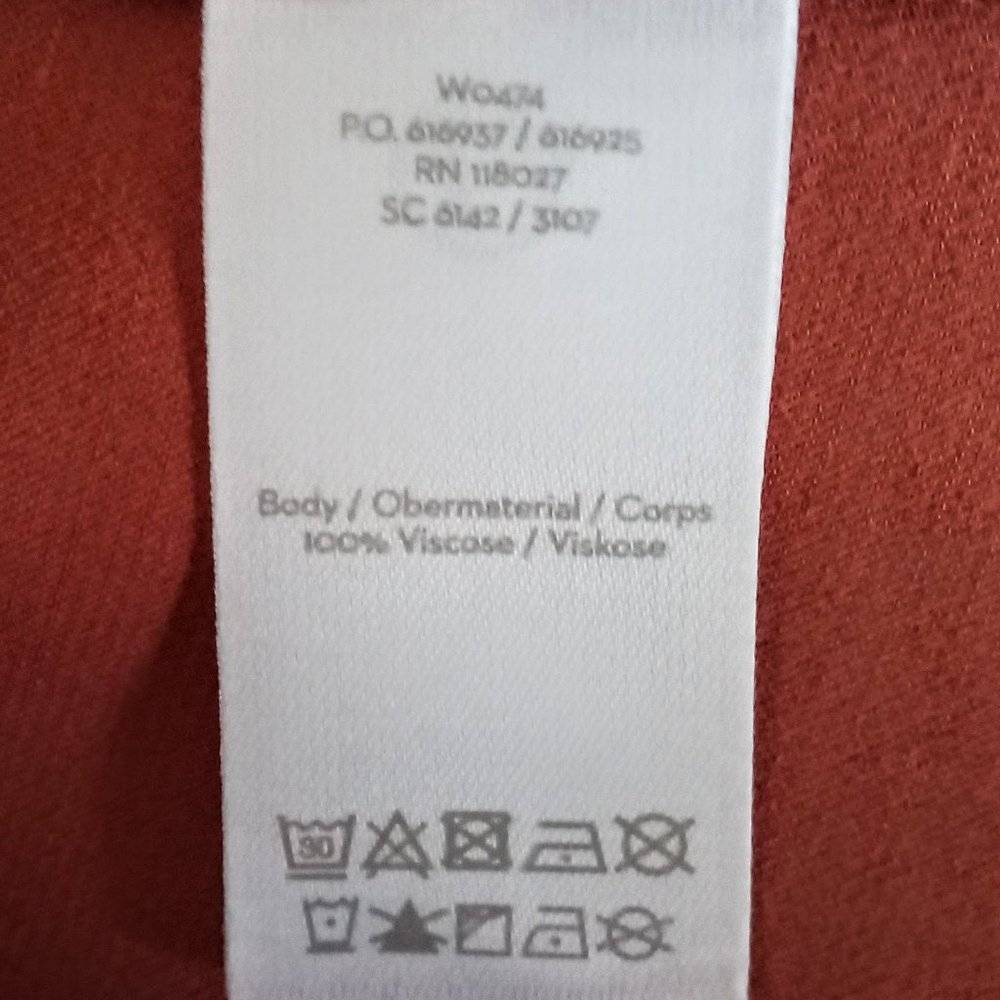 W0474
P.O. 616937 / 616925
RN 118027
SC 6142 / 3107
Body / Obermaterial / Corps
100% Viscose / Viskose
30